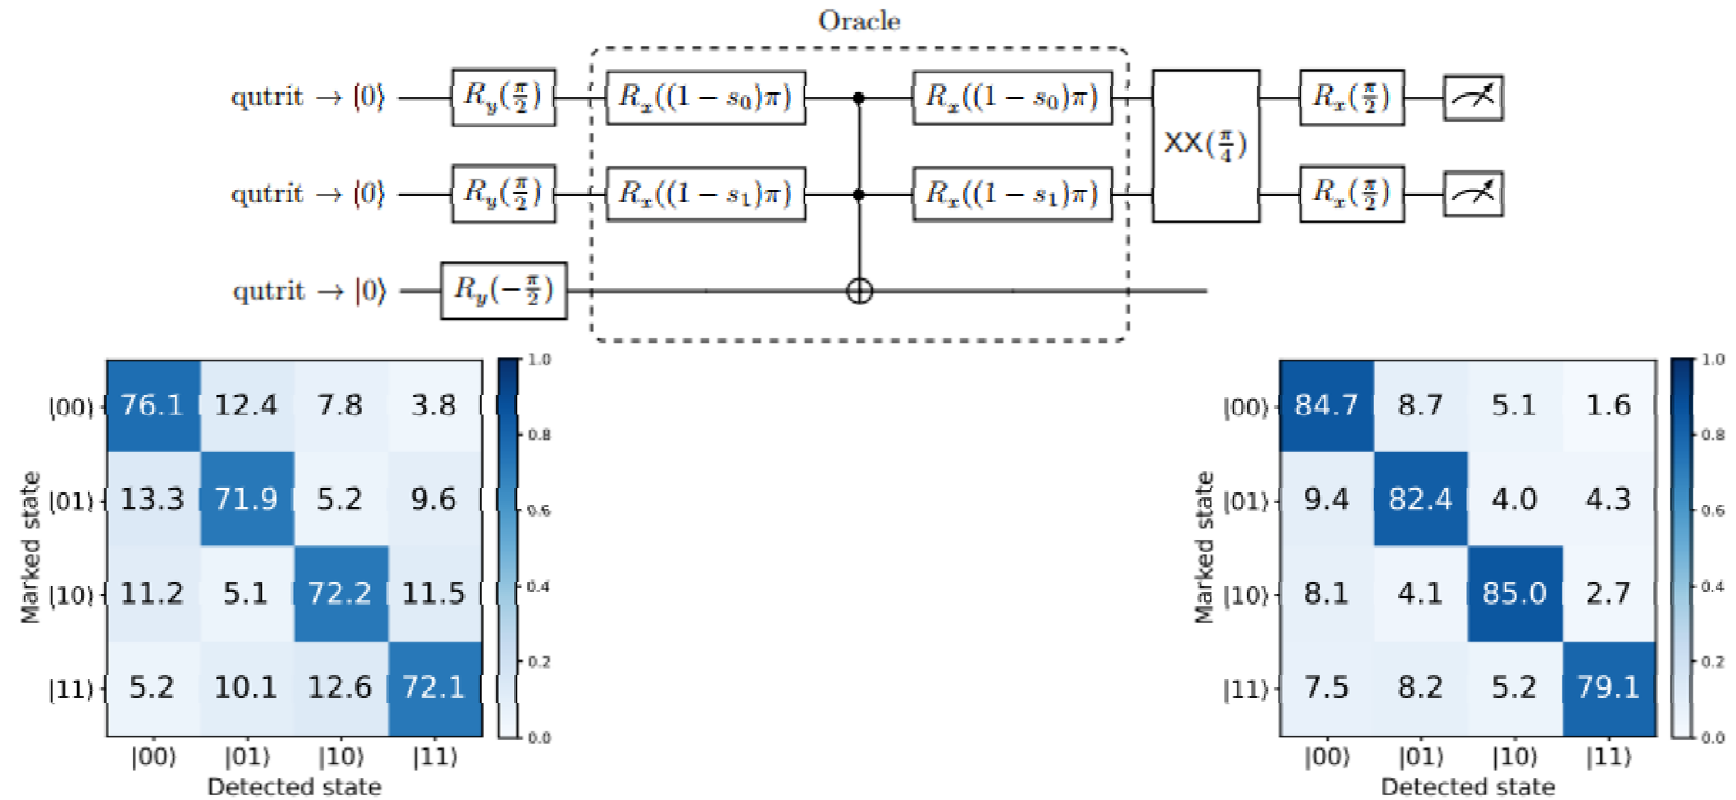 Oracle
qutrit → |0⟩ R_y(π/2) R_x((1 − s_0)π) R_x((1 − s_0)π) XX(π/4) R_x(π/2)
qutrit → |0⟩ R_y(π/2) R_x((1 − s_1)π) R_x((1 − s_1)π) R_x(π/2)
qutrit → |0⟩ R_y(−π/2)
Marked state
|00⟩ 76.1 12.4 7.8 3.8
|01⟩ 13.3 71.9 5.2 9.6
|10⟩ 11.2 5.1 72.2 11.5
|11⟩ 5.2 10.1 12.6 72.1
|00⟩ |01⟩ |10⟩ |11⟩
Detected state
1.0
0.8
0.6
0.4
0.2
0.0
Marked state
|00⟩ 84.7 8.7 5.1 1.6
|01⟩ 9.4 82.4 4.0 4.3
|10⟩ 8.1 4.1 85.0 2.7
|11⟩ 7.5 8.2 5.2 79.1
|00⟩ |01⟩ |10⟩ |11⟩
Detected state
1.0
0.8
0.6
0.4
0.2
0.0